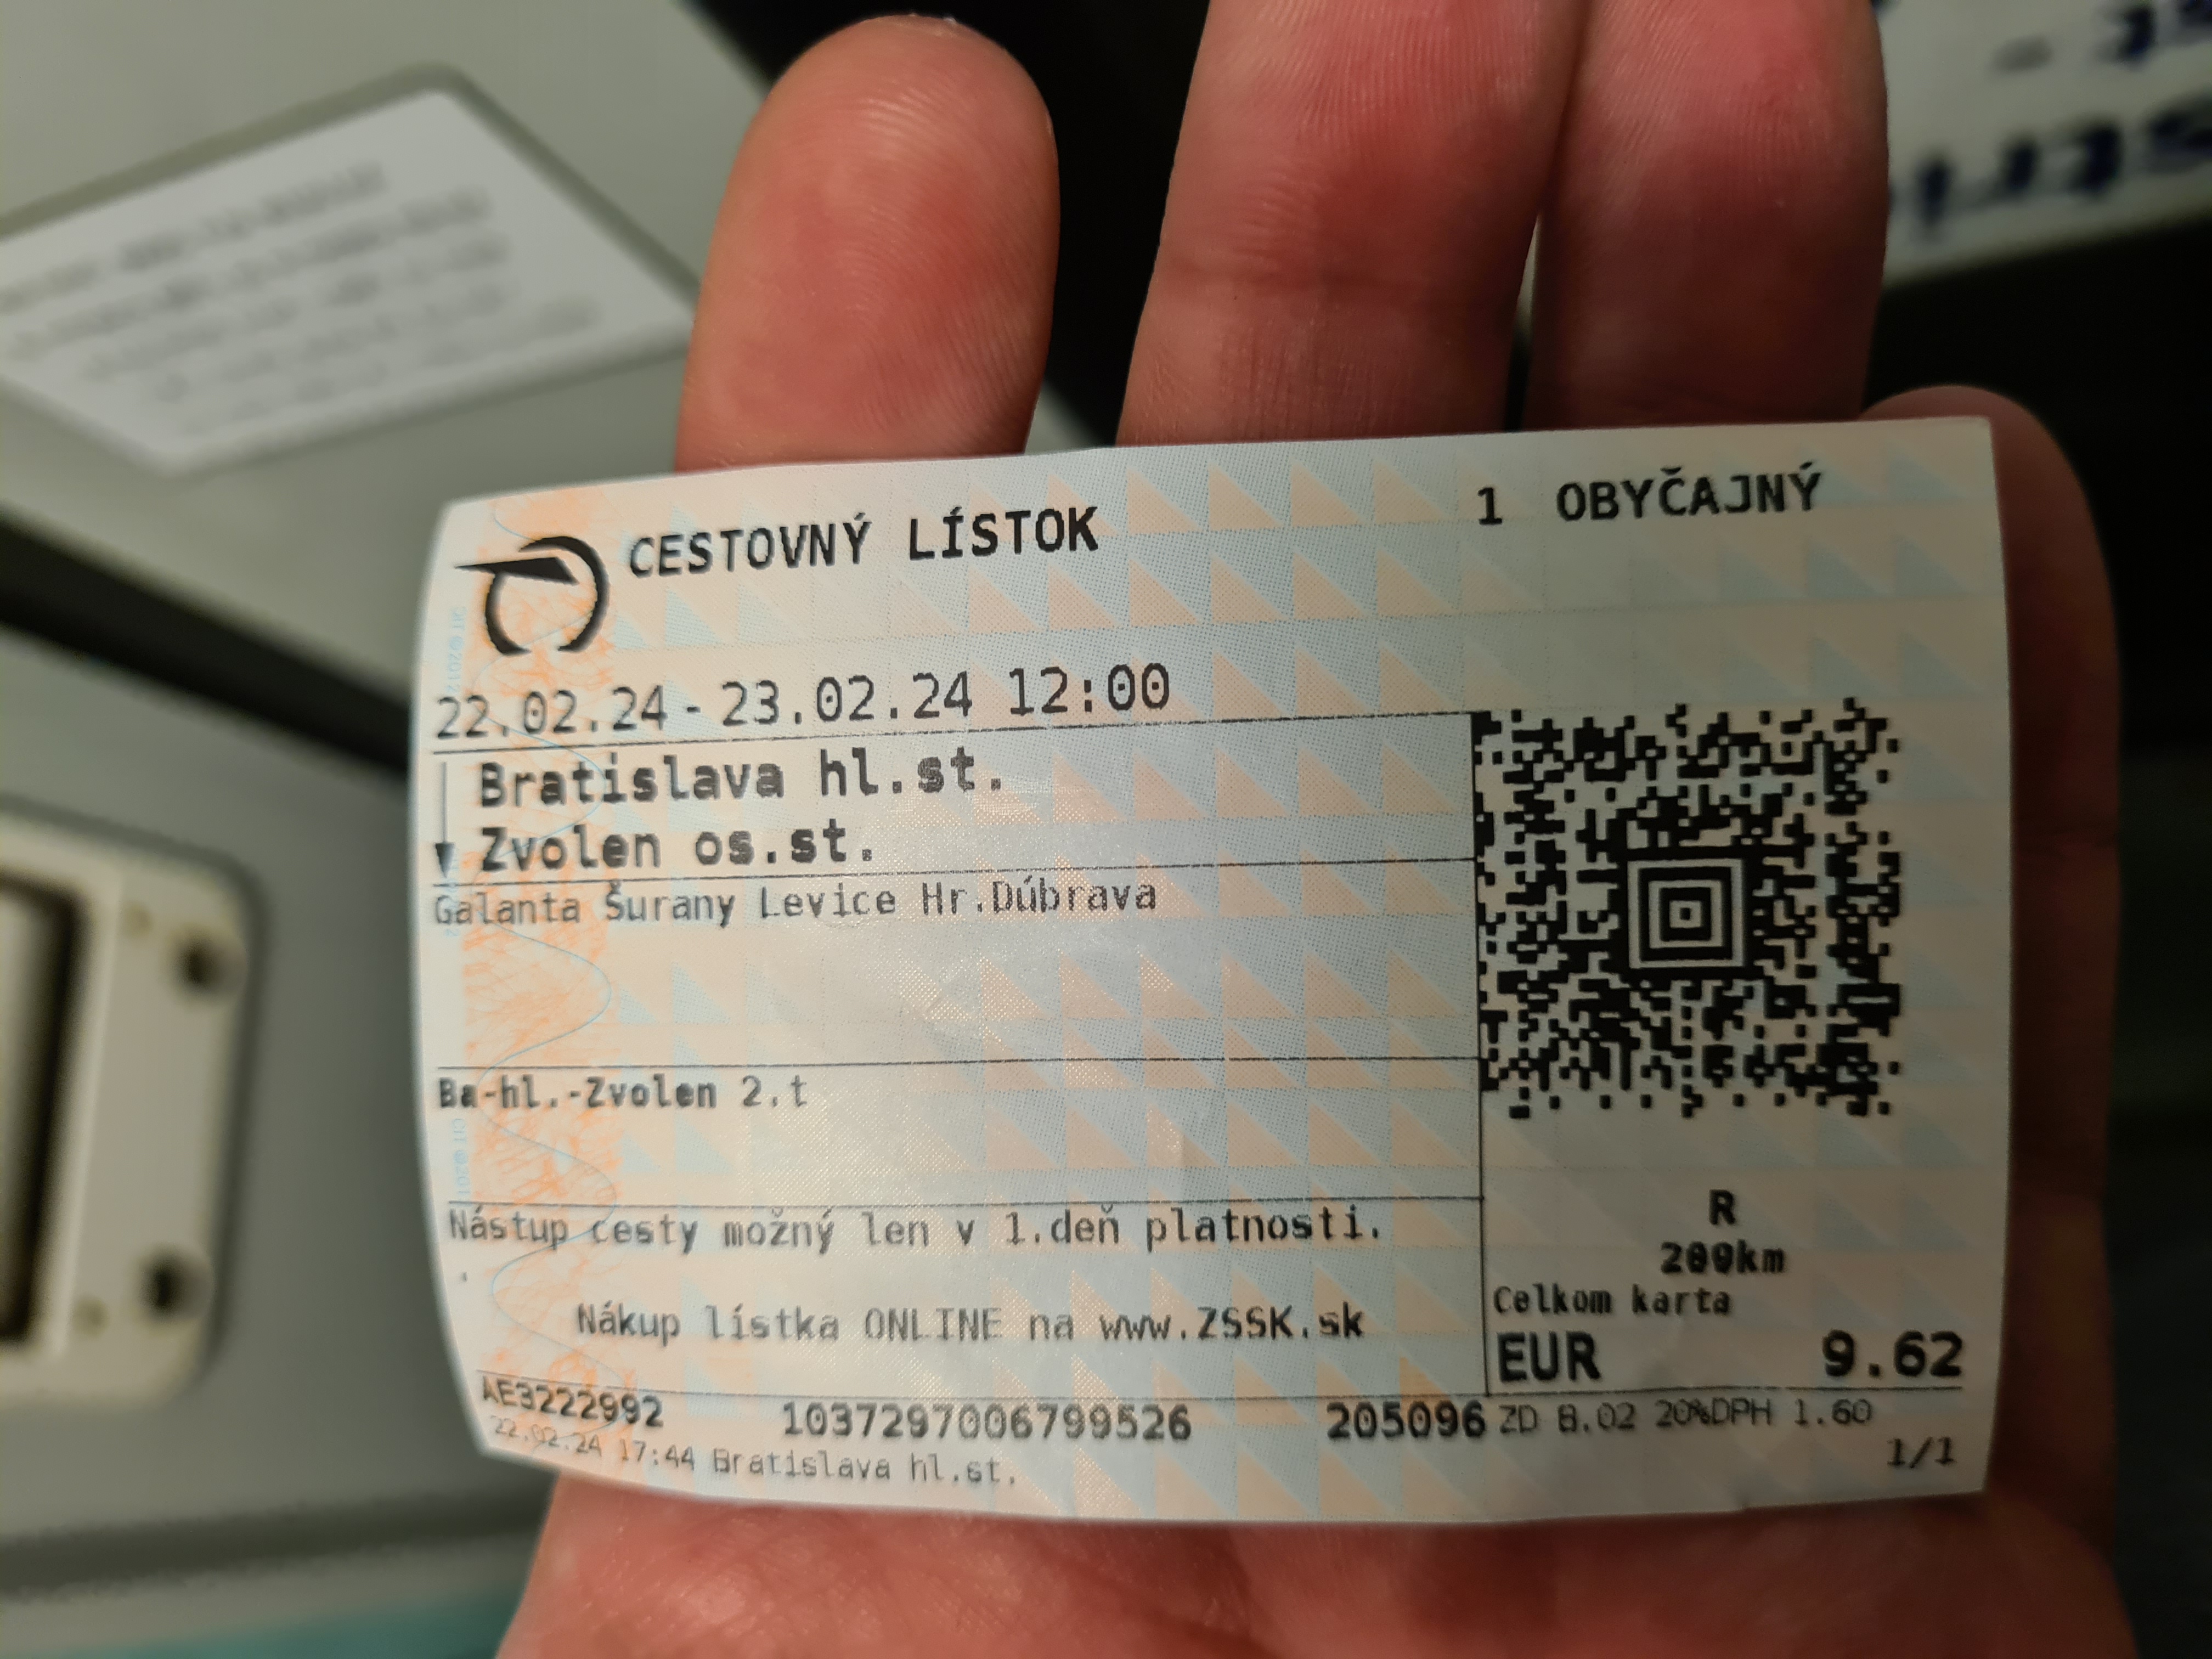 CESTOVNÝ LÍSTOK 1 OBYČAJNÝ
22.02.24 - 23.02.24 12:00
Bratislava hl.st.
Zvolen os.st.
Galanta Šurany Levice Hr.Dúbrava
Ba-hl.-Zvolen 2.t
Nástup cesty možný len v 1.deň platnosti.
.
Nákup lístka ONLINE na www.ZSSK.sk
R
209km
Celkom karta
EUR 9.62
AE3222992 1037297006799526 205096 ZD 8.02 20%DPH 1.60
22.02.24 17:44 Bratislava hl.st. 1/1